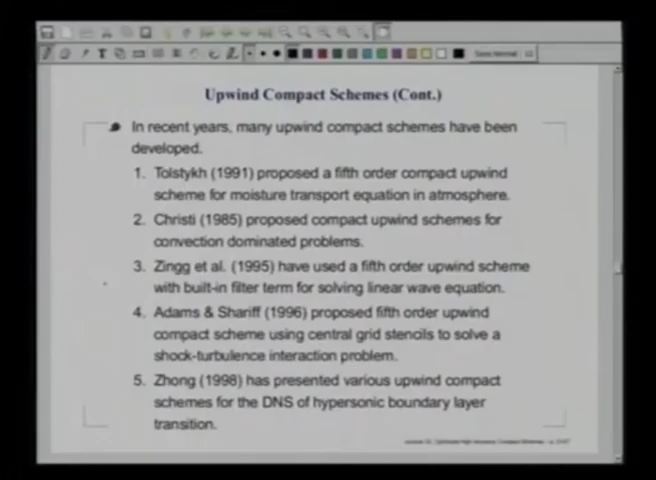 Upwind Compact Schemes (Cont.)
In recent years, many upwind compact schemes have been
developed.
1. Tolstykh (1991) proposed a fifth order compact upwind
scheme for moisture transport equation in atmosphere.
2. Christi (1985) proposed compact upwind schemes for
convection dominated problems.
3. Zingg et al. (1995) have used a fifth order upwind scheme
with built-in filter term for solving linear wave equation.
4. Adams & Shariff (1996) proposed fifth order upwind
compact scheme using central grid stencils to solve a
shock-turbulence interaction problem.
5. Zhong (1998) has presented various upwind compact
schemes for the DNS of hypersonic boundary layer
transition.